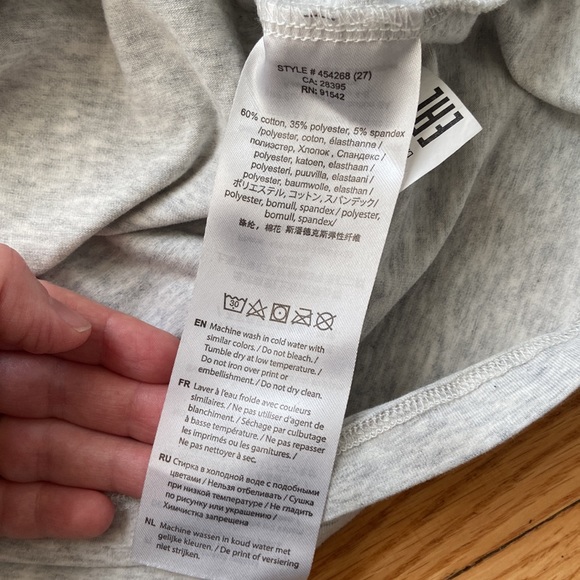 STYLE # 454268 (27)
CA: 28395
RN: 91542
60% cotton, 35% polyester, 5% spandex
/polyester, coton, élasthanne /
полиэстер, Хлопок , Спандекс /
polyester, katoen, elasthaan /
polyesteri, puuvilla, elastaani /
polyester, baumwolle, elasthan /
ポリエステル, コットン, スパンデックス/
polyester, bomull, spandex / polyester,
bomull, spandex/
涤纶, 棉花 斯潘德克斯弹性纤维
30
EN Machine wash in cold water with
similar colors. / Do not bleach. /
Tumble dry at low temperature. /
Do not Iron over print or
embellishment. / Do not dry clean.
FR Laver à l'eau froide avec couleurs
similaires. / Ne pas utiliser d'agent de
blanchiment. / Séchage par culbutage
à basse température. / Ne pas repasser
les imprimés ou les garnitures. /
Ne pas nettoyer à sec.
RU Стирка в холодной воде с подобными
цветами / Нельзя отбеливать / Сушка
при низкой температуре / Не гладить
по рисунку или украшению /
Химчистка запрещена
NL Machine wassen in koud water met
gelijke kleuren. / De print of versiering
niet strijken.